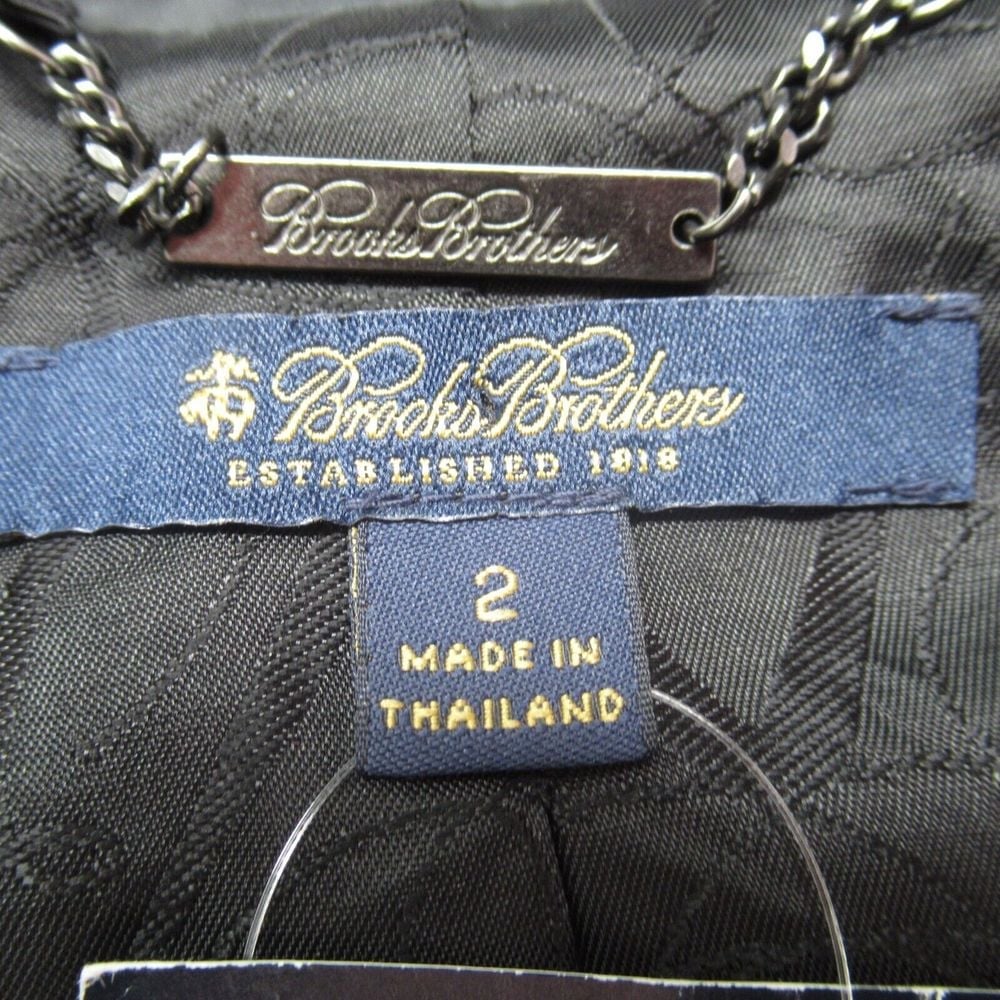 Brooks Brothers
Brooks Brothers
ESTABLISHED 1818
2
MADE IN
THAILAND